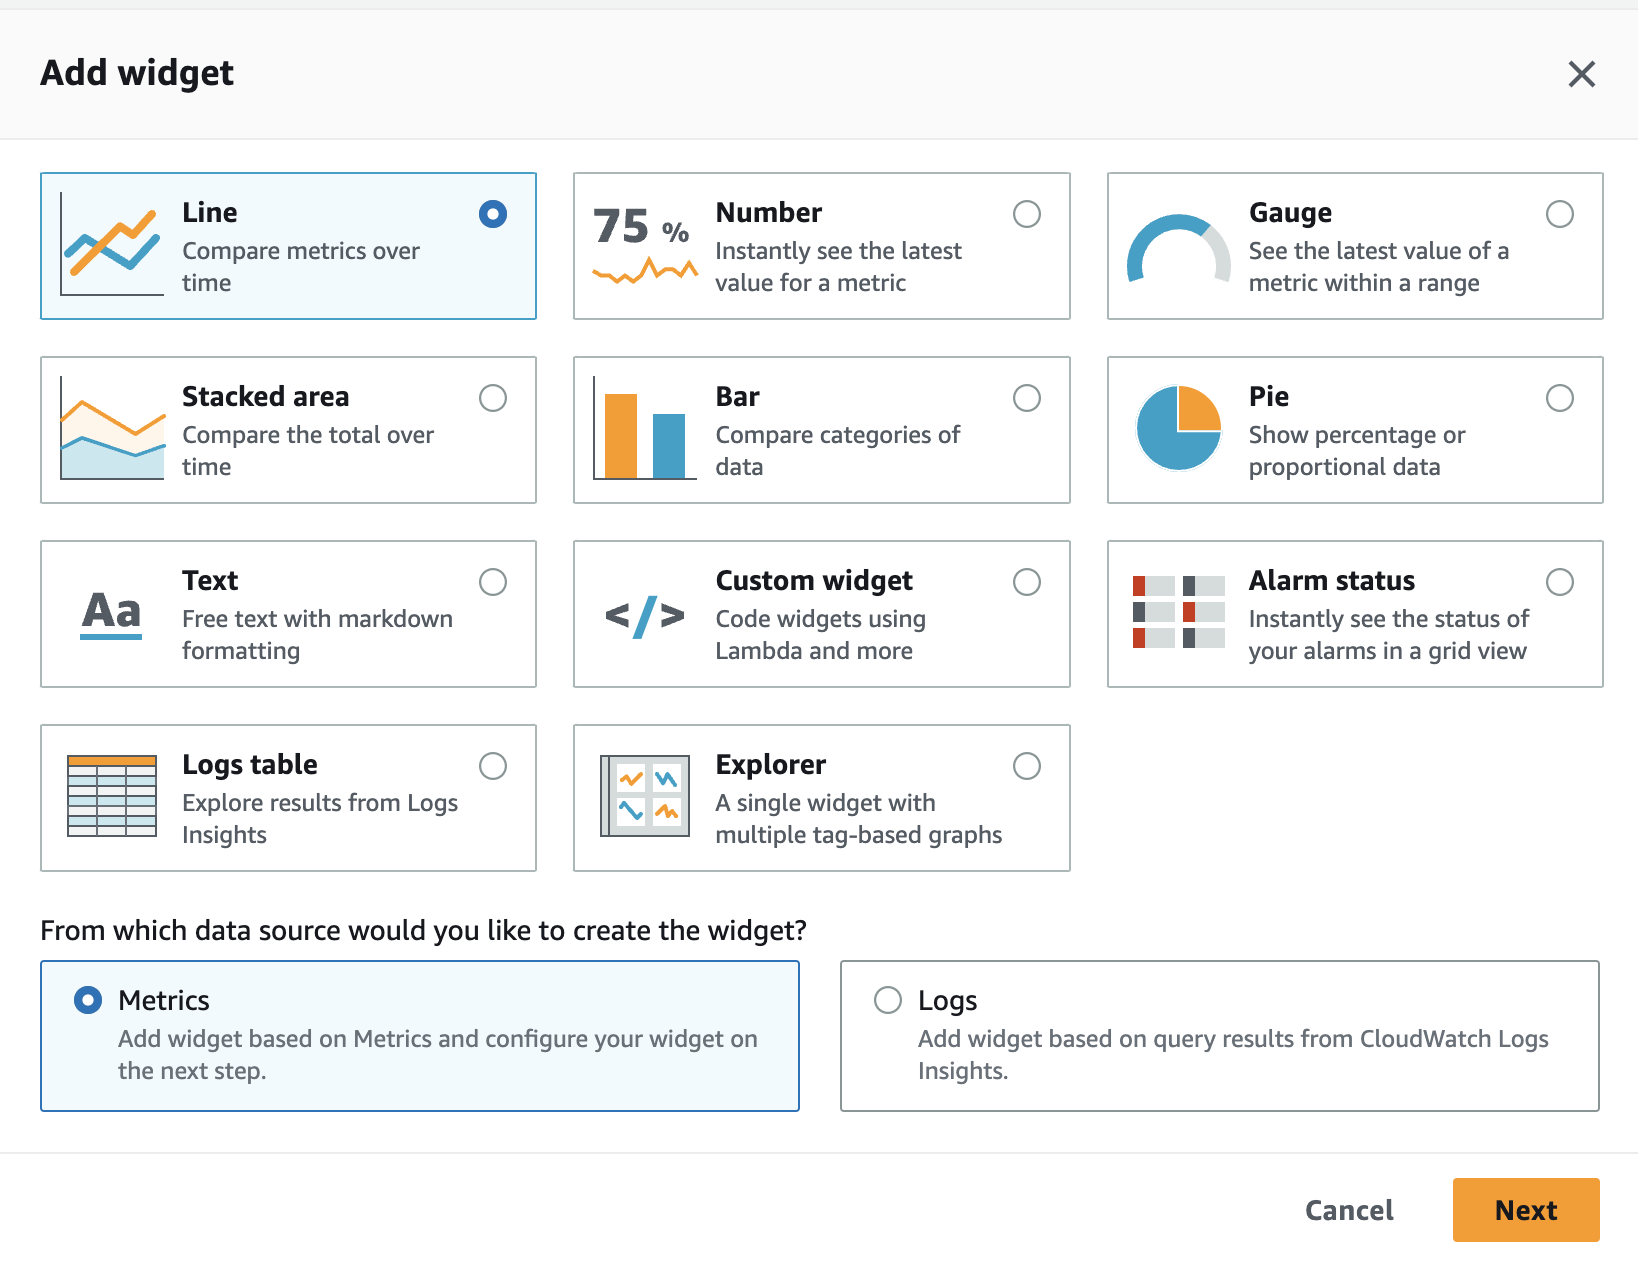 Add widget
Line
Compare metrics over
time
75 %
Number
Instantly see the latest
value for a metric
Gauge
See the latest value of a
metric within a range
Stacked area
Compare the total over
time
Bar
Compare categories of
data
Pie
Show percentage or
proportional data
Aa
Text
Free text with markdown
formatting
</>
Custom widget
Code widgets using
Lambda and more
Alarm status
Instantly see the status of
your alarms in a grid view
Logs table
Explore results from Logs
Insights
Explorer
A single widget with
multiple tag-based graphs
From which data source would you like to create the widget?
Metrics
Add widget based on Metrics and configure your widget on
the next step.
Logs
Add widget based on query results from CloudWatch Logs
Insights.
Cancel
Next